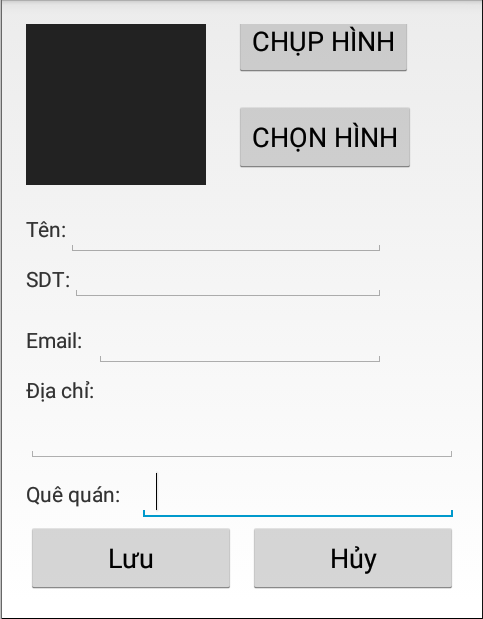 CHỤP HÌNH
CHỌN HÌNH
Tên:
SDT:
Email:
Địa chỉ:
Quê quán:
Lưu
Hủy